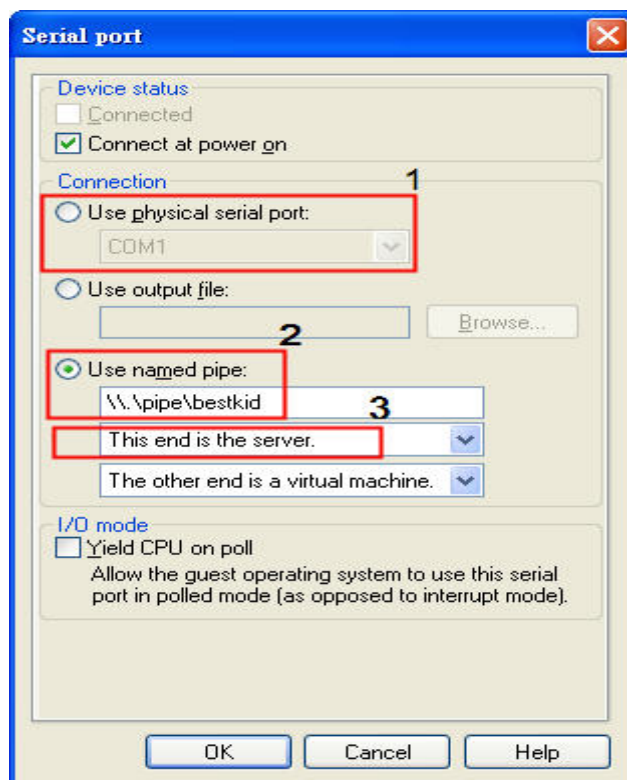 Serial port
Device status
Connected
Connect at power on
Connection
1
Use physical serial port:
COM1
Use output file:
Browse...
2
Use named pipe:
\\.\pipe\bestkid
3
This end is the server.
The other end is a virtual machine.
I/O mode
Yield CPU on poll
Allow the guest operating system to use this serial
port in polled mode (as opposed to interrupt mode).
OK
Cancel
Help